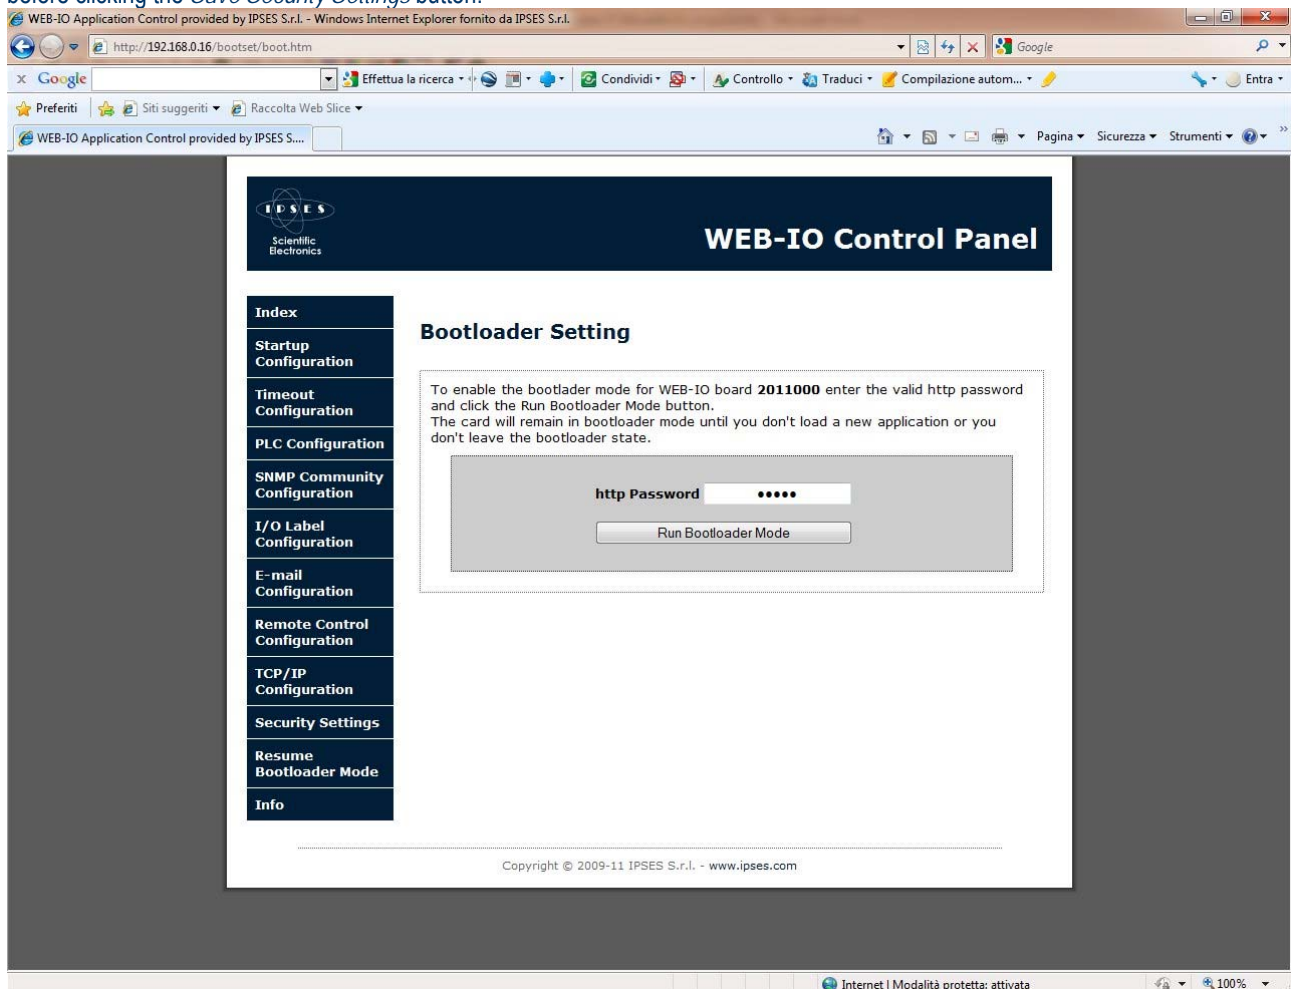 before clicking the Save Security Settings button.
WEB-IO Application Control provided by IPSES S.r.l. - Windows Internet Explorer fornito da IPSES S.r.l.
http://192.168.0.16/bootset/boot.htm
Google
x Google
Effettua la ricerca
Condividi
Controllo
Traduci
Compilazione autom...
Entra
Preferiti
Siti suggeriti
Raccolta Web Slice
WEB-IO Application Control provided by IPSES S....
Pagina
Sicurezza
Strumenti
IPSES
Scientific
Electronics
WEB-IO Control Panel
Index
Startup
Configuration
Timeout
Configuration
PLC Configuration
SNMP Community
Configuration
I/O Label
Configuration
E-mail
Configuration
Remote Control
Configuration
TCP/IP
Configuration
Security Settings
Resume
Bootloader Mode
Info
Bootloader Setting
To enable the bootlader mode for WEB-IO board 2011000 enter the valid http password
and click the Run Bootloader Mode button.
The card will remain in bootloader mode until you don't load a new application or you
don't leave the bootloader state.
http Password •••••
Run Bootloader Mode
Copyright © 2009-11 IPSES S.r.l. - www.ipses.com
Internet | Modalità protetta: attivata
100%